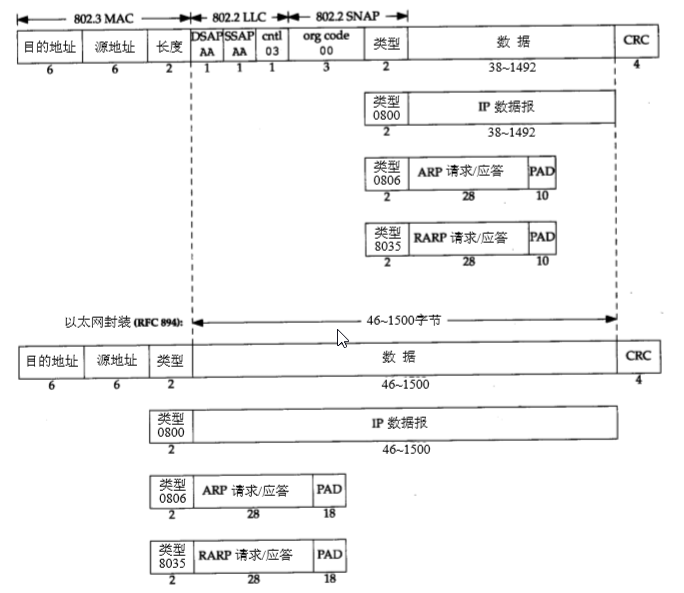 802.3 MAC 802.2 LLC 802.2 SNAP
目的地址 源地址 长度 DSAP AA SSAP AA cntl 03 org code 00 类型 数 据 CRC
6 6 2 1 1 1 3 2 38~1492 4
类型 0800 IP 数据报
2 38~1492
类型 0806 ARP 请求/应答 PAD
2 28 10
类型 8035 RARP 请求/应答 PAD
2 28 10
以太网封装 (RFC 894): 46~1500字节
目的地址 源地址 类型 数 据 CRC
6 6 2 46~1500 4
类型 0800 IP 数据报
2 46~1500
类型 0806 ARP 请求/应答 PAD
2 28 18
类型 8035 RARP 请求/应答 PAD
2 28 18